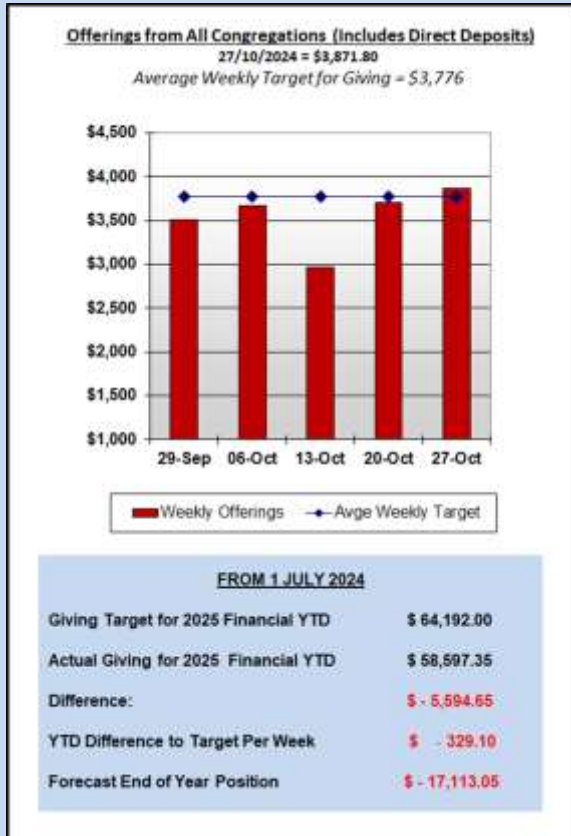 Offerings from All Congregations (Includes Direct Deposits)
27/10/2024 = $3,871.80
Average Weekly Target for Giving = $3,776
$4,500
$4,000
$3,500
$3,000
$2,500
$2,000
$1,500
$1,000
29-Sep 06-Oct 13-Oct 20-Oct 27-Oct
Weekly Offerings Avge Weekly Target
FROM 1 JULY 2024
Giving Target for 2025 Financial YTD $ 64,192.00
Actual Giving for 2025 Financial YTD $ 58,597.35
Difference: $ - 5,594.65
YTD Difference to Target Per Week $ - 329.10
Forecast End of Year Position $ - 17,113.05